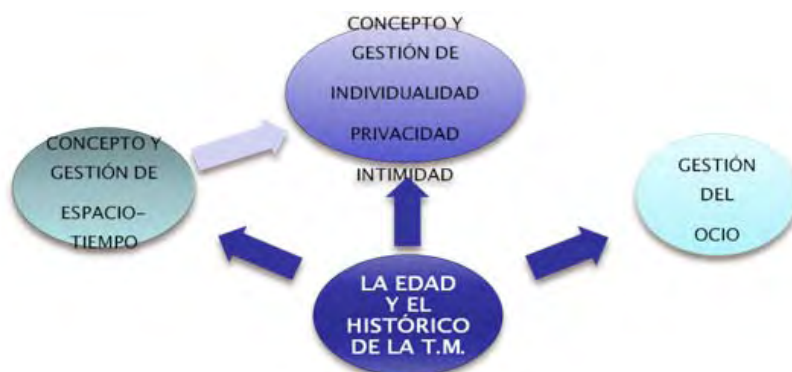 CONCEPTO Y
GESTIÓN DE
INDIVIDUALIDAD
PRIVACIDAD
INTIMIDAD
CONCEPTO Y
GESTIÓN DE
ESPACIO-
TIEMPO
GESTIÓN
DEL
OCIO
LA EDAD
Y EL
HISTÓRICO
DE LA T.M.